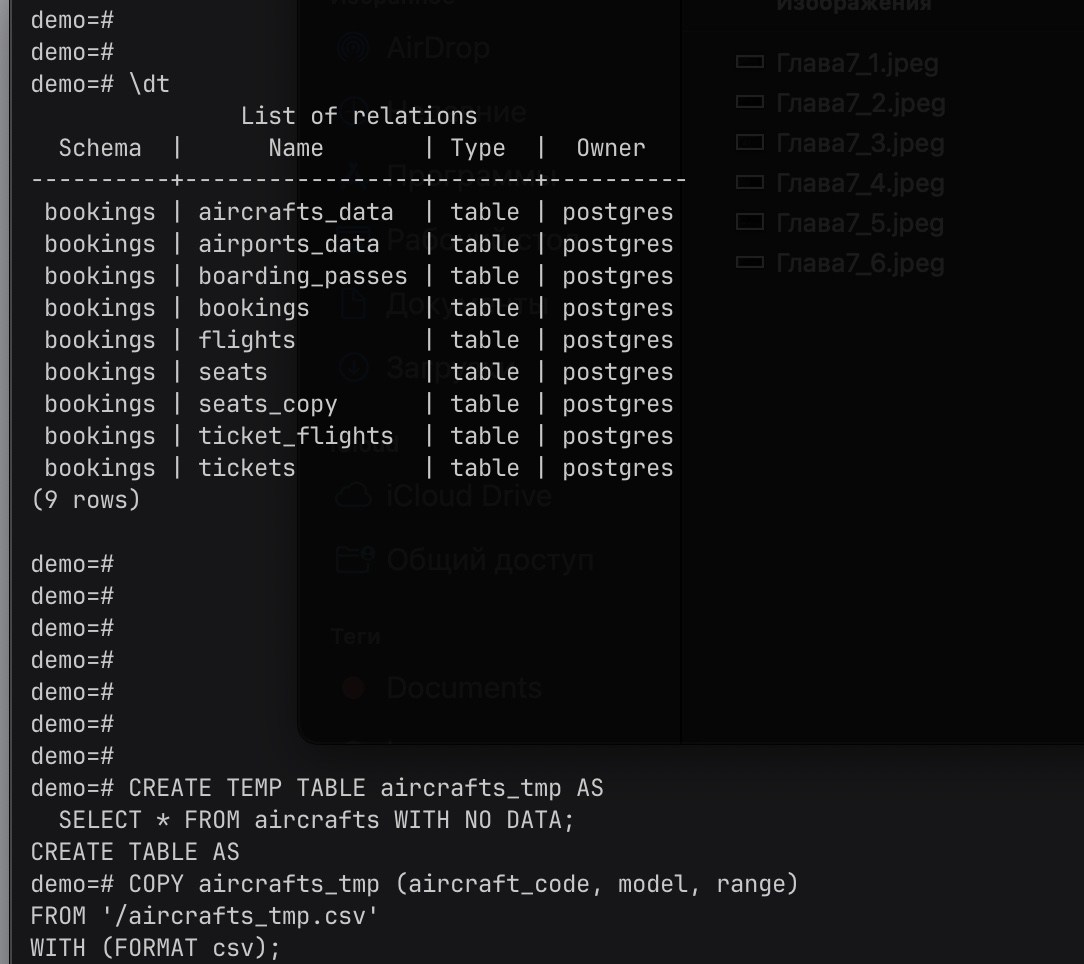 demo=#
demo=#
demo=# \dt
List of relations
Schema | Name | Type | Owner
----------+-----------------+-------+----------
bookings | aircrafts_data | table | postgres
bookings | airports_data | table | postgres
bookings | boarding_passes | table | postgres
bookings | bookings | table | postgres
bookings | flights | table | postgres
bookings | seats | table | postgres
bookings | seats_copy | table | postgres
bookings | ticket_flights | table | postgres
bookings | tickets | table | postgres
(9 rows)
demo=#
demo=#
demo=#
demo=#
demo=#
demo=#
demo=#
demo=# CREATE TEMP TABLE aircrafts_tmp AS
SELECT * FROM aircrafts WITH NO DATA;
CREATE TABLE AS
demo=# COPY aircrafts_tmp (aircraft_code, model, range)
FROM '/aircrafts_tmp.csv'
WITH (FORMAT csv);
AirDrop
Программы
Рабочий стол
Документы
iCloud Drive
Общий доступ
Теги
Documents
Изображения
Глава7_1.jpeg
Глава7_2.jpeg
Глава7_3.jpeg
Глава7_4.jpeg
Глава7_5.jpeg
Глава7_6.jpeg